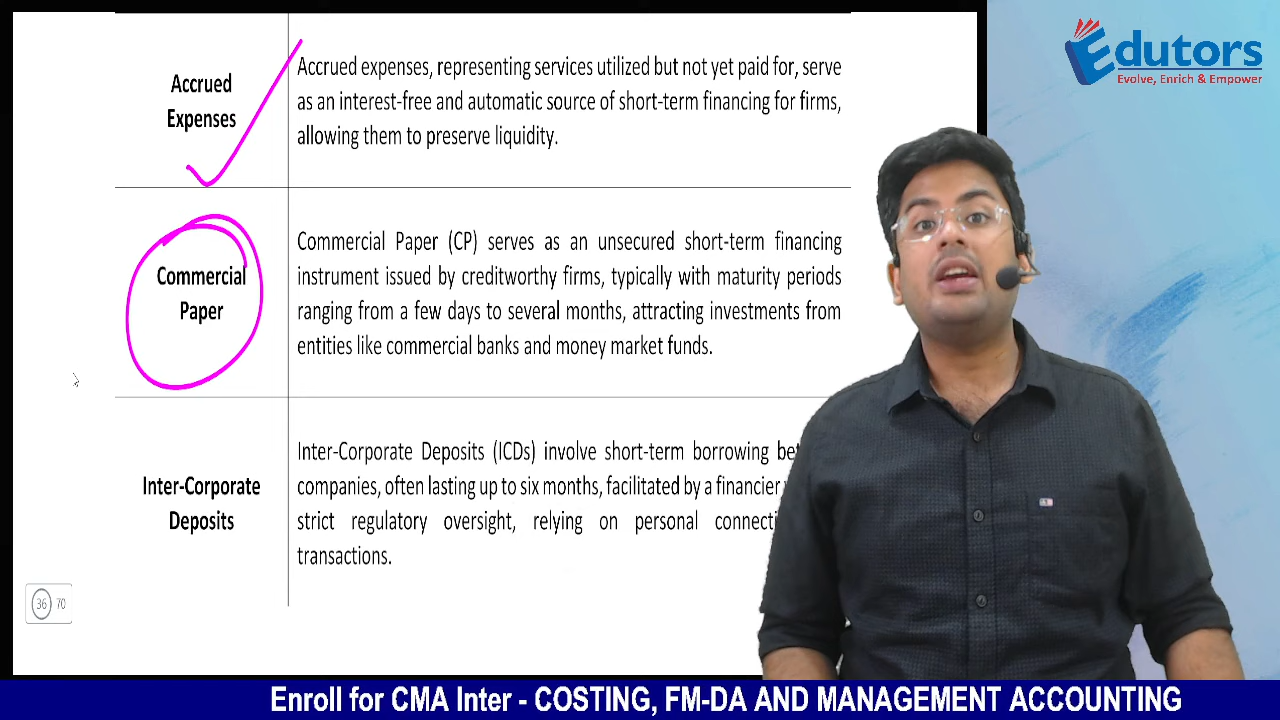 Edutors
Evolve, Enrich & Empower
Accrued
Expenses
Accrued expenses, representing services utilized but not yet paid for, serve
as an interest-free and automatic source of short-term financing for firms,
allowing them to preserve liquidity.
Commercial
Paper
Commercial Paper (CP) serves as an unsecured short-term financing
instrument issued by creditworthy firms, typically with maturity periods
ranging from a few days to several months, attracting investments from
entities like commercial banks and money market funds.
Inter-Corporate
Deposits
Inter-Corporate Deposits (ICDs) involve short-term borrowing
companies, often lasting up to six months, facilitated by a financier
strict regulatory oversight, relying on personal
transactions.
36 70
Enroll for CMA Inter - COSTING, FM-DA AND MANAGEMENT ACCOUNTING